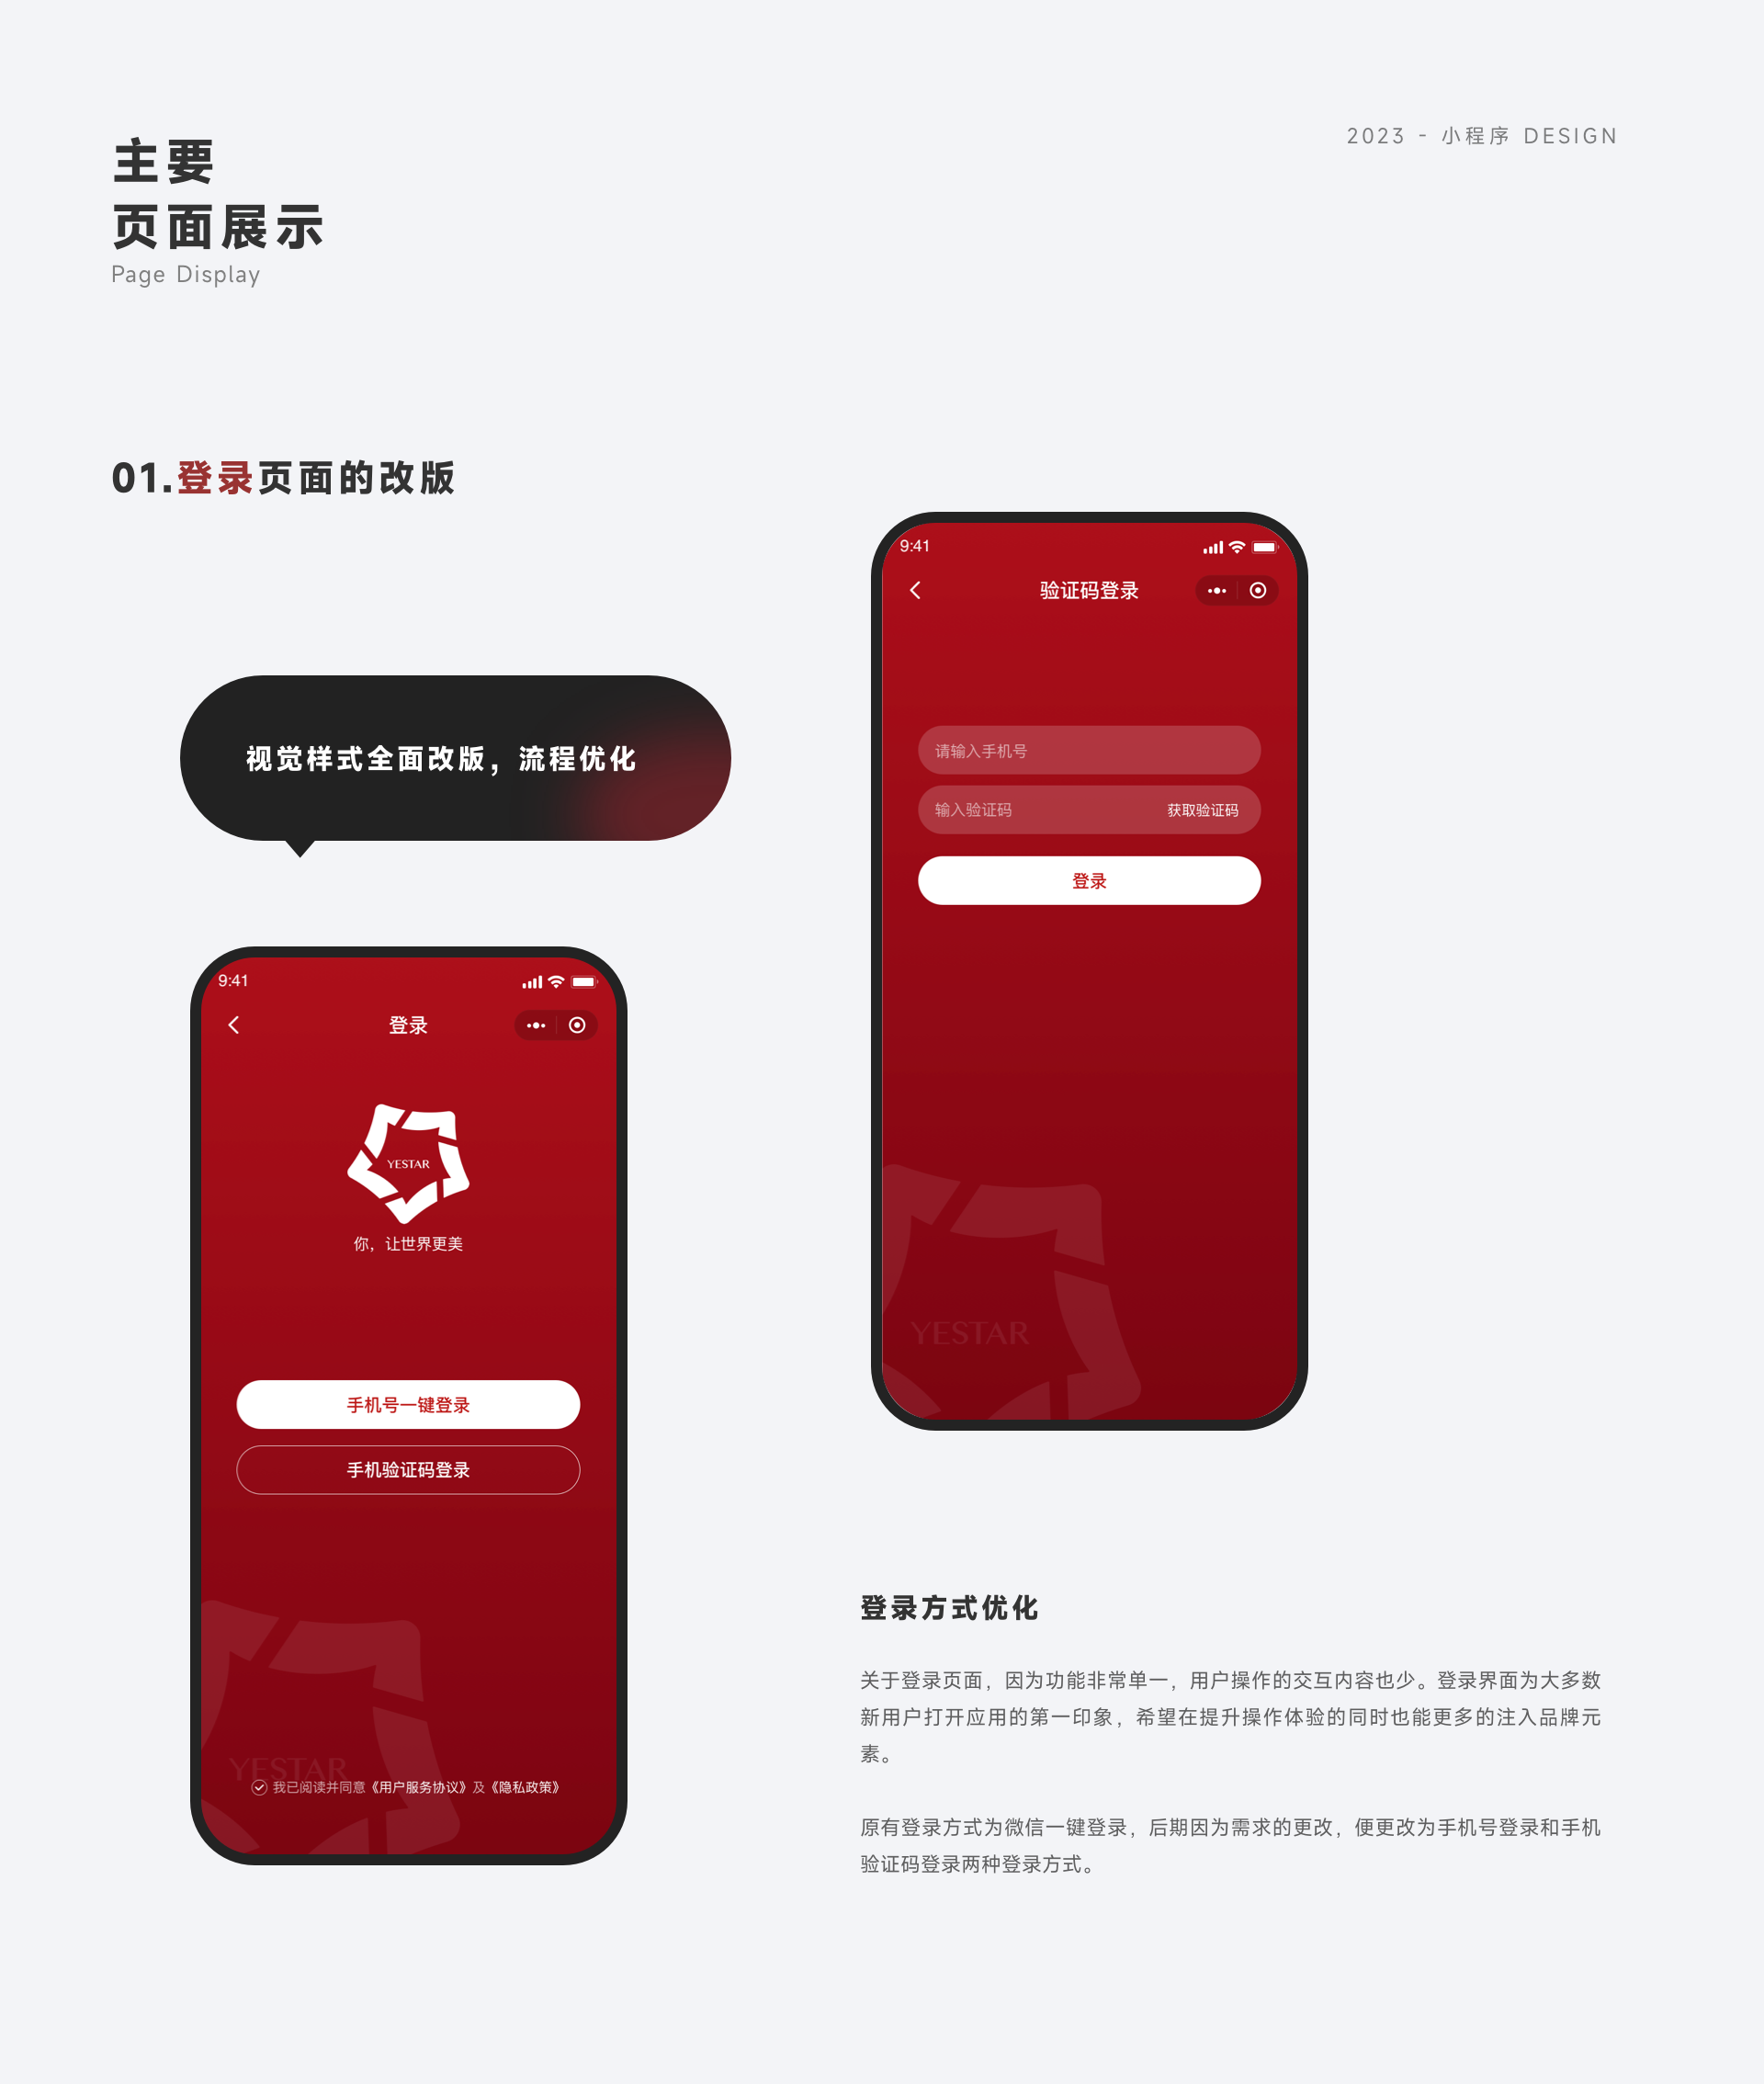 主要
页面展示
Page Display
2023 - 小程序 DESIGN
01.登录页面的改版
视觉样式全面改版，流程优化
9:41
登录
YESTAR
你，让世界更美
手机号一键登录
手机验证码登录
YESTAR
我已阅读并同意《用户服务协议》及《隐私政策》
9:41
验证码登录
请输入手机号
输入验证码 获取验证码
登录
YESTAR
登录方式优化
关于登录页面，因为功能非常单一，用户操作的交互内容也少。登录界面为大多数
新用户打开应用的第一印象，希望在提升操作体验的同时也能更多的注入品牌元
素。
原有登录方式为微信一键登录，后期因为需求的更改，便更改为手机号登录和手机
验证码登录两种登录方式。